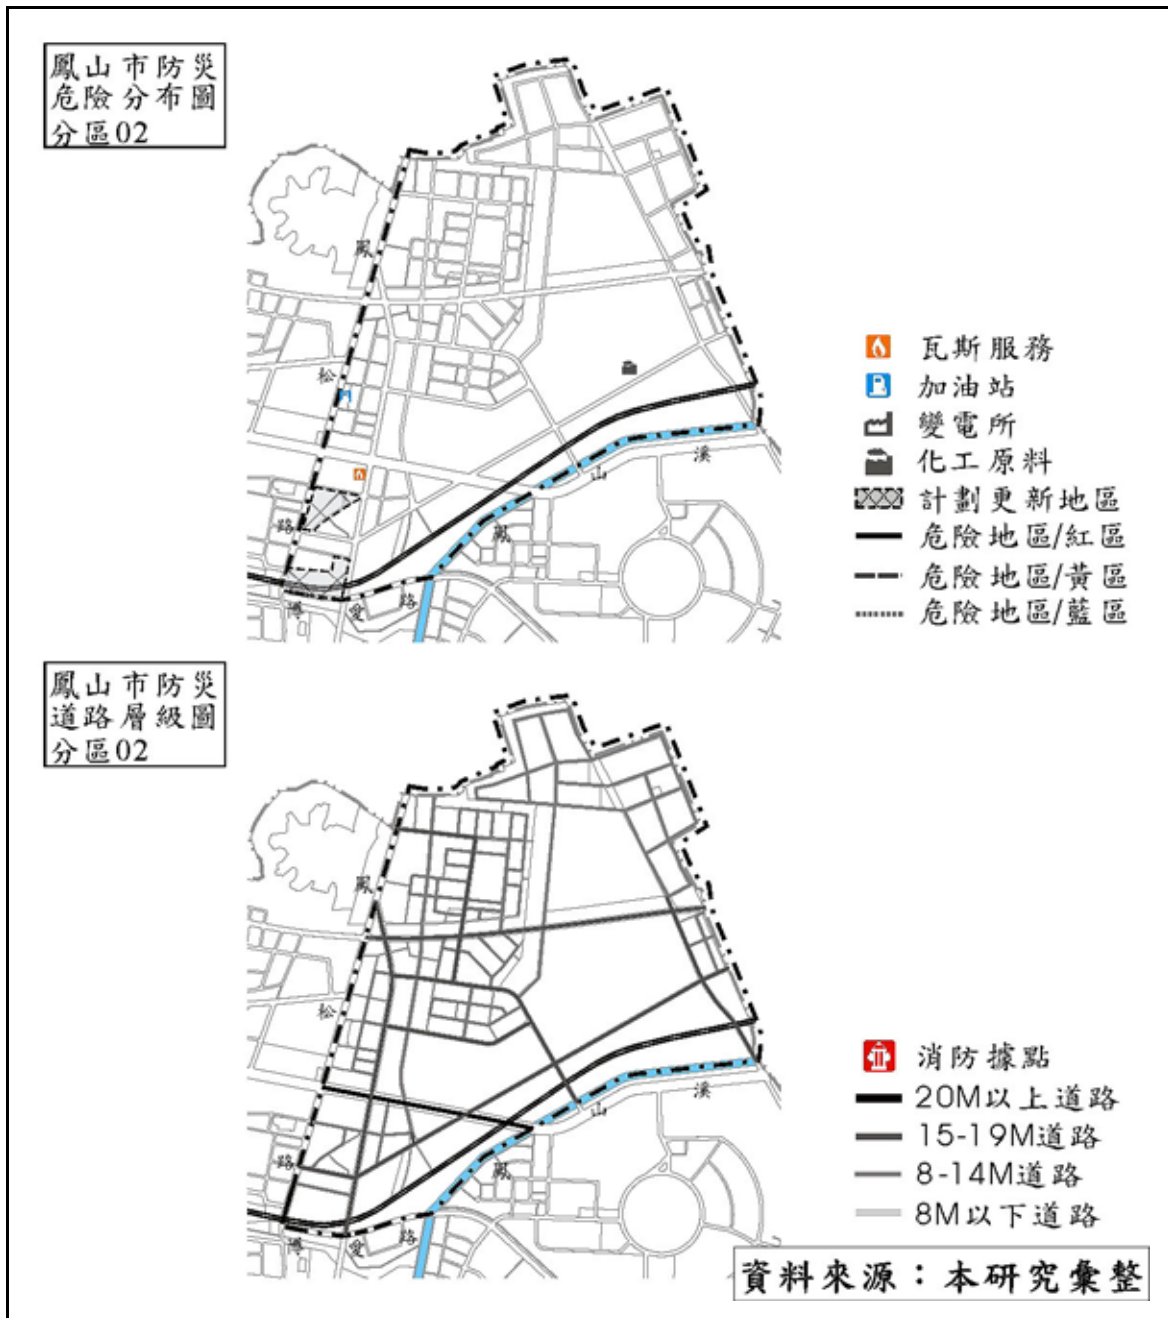 鳳山市防災
危險分布圖
分區02
鳳
松
路
博愛路
鳳山溪
瓦斯服務
加油站
變電所
化工原料
計劃更新地區
危險地區/紅區
危險地區/黃區
危險地區/藍區
鳳山市防災
道路層級圖
分區02
鳳
松
路
博愛路
鳳山溪
消防據點
20M以上道路
15-19M道路
8-14M道路
8M以下道路
資料來源：本研究彙整